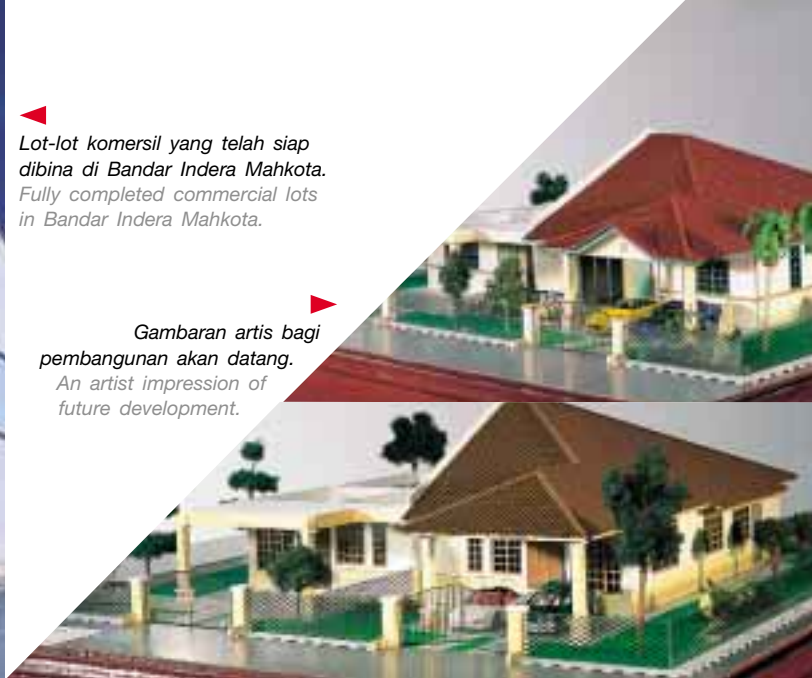 Lot-lot komersil yang telah siap
dibina di Bandar Indera Mahkota.
Fully completed commercial lots
in Bandar Indera Mahkota.
Gambaran artis bagi
pembangunan akan datang.
An artist impression of
future development.